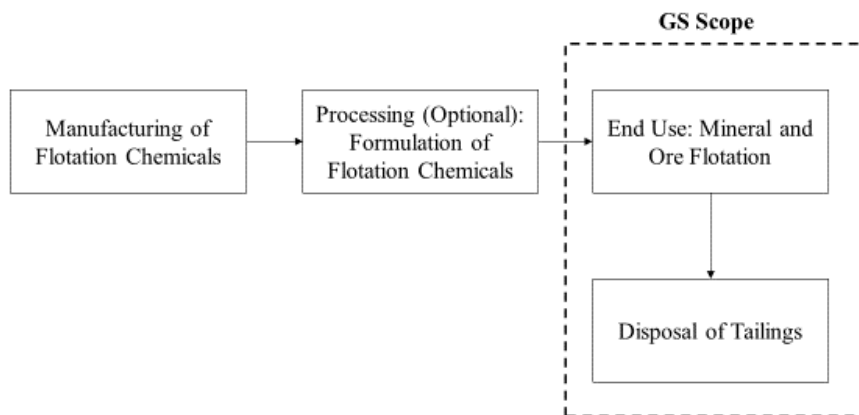 GS Scope
Manufacturing of
Flotation Chemicals
Processing (Optional):
Formulation of
Flotation Chemicals
End Use: Mineral and
Ore Flotation
Disposal of Tailings